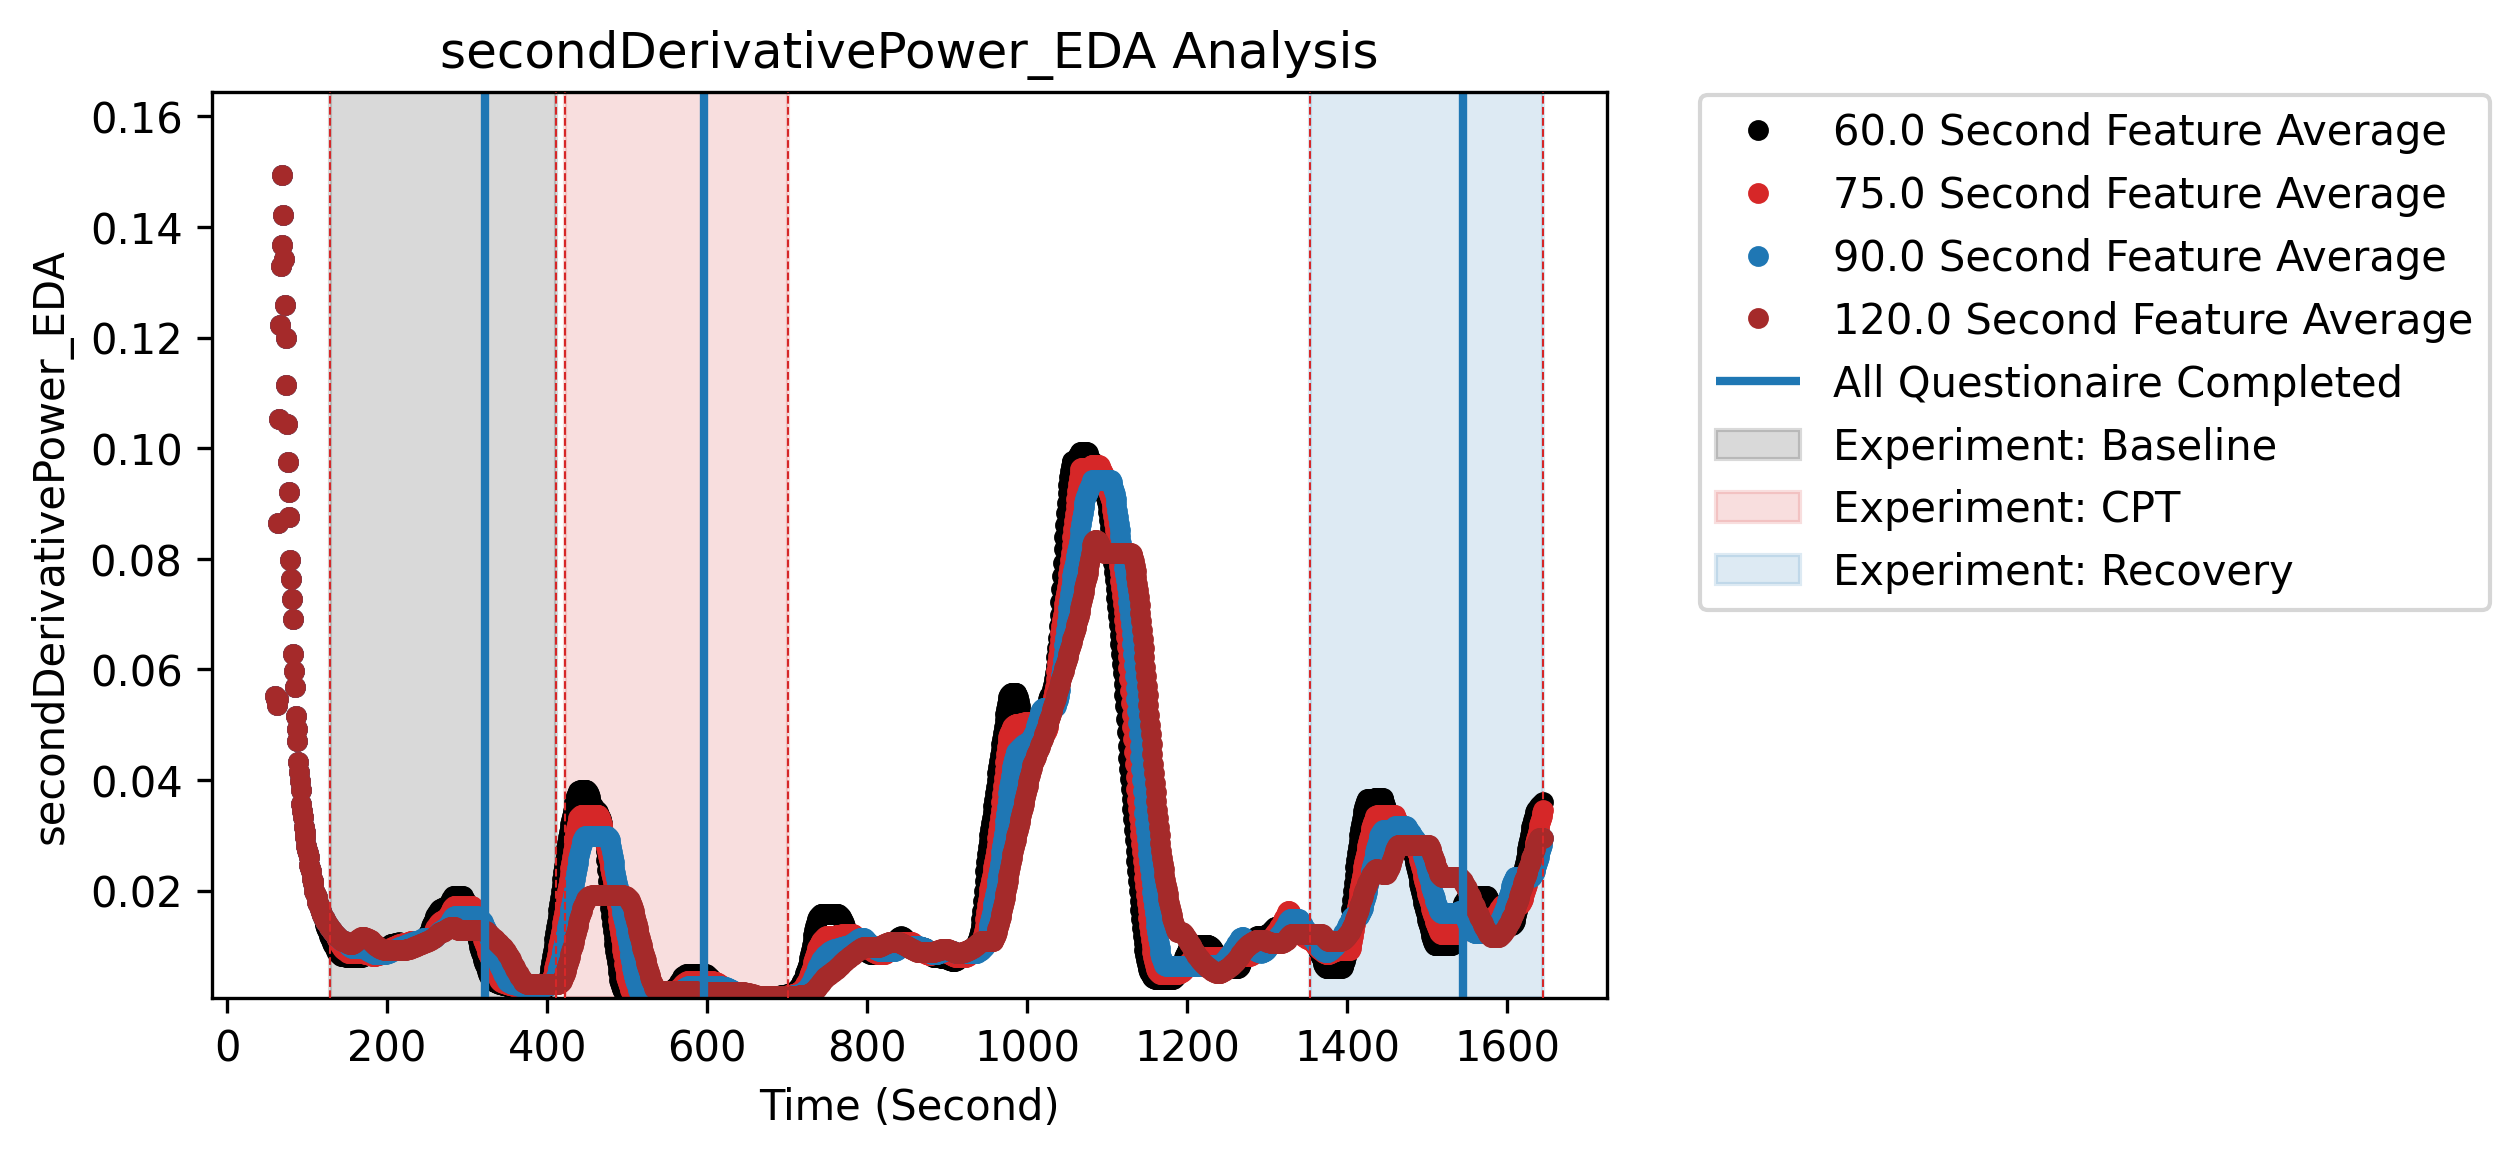 secondDerivativePower_EDA Analysis
secondDerivativePower_EDA
0.16
0.14
0.12
0.10
0.08
0.06
0.04
0.02
0 200 400 600 800 1000 1200 1400 1600
Time (Second)
60.0 Second Feature Average
75.0 Second Feature Average
90.0 Second Feature Average
120.0 Second Feature Average
All Questionaire Completed
Experiment: Baseline
Experiment: CPT
Experiment: Recovery